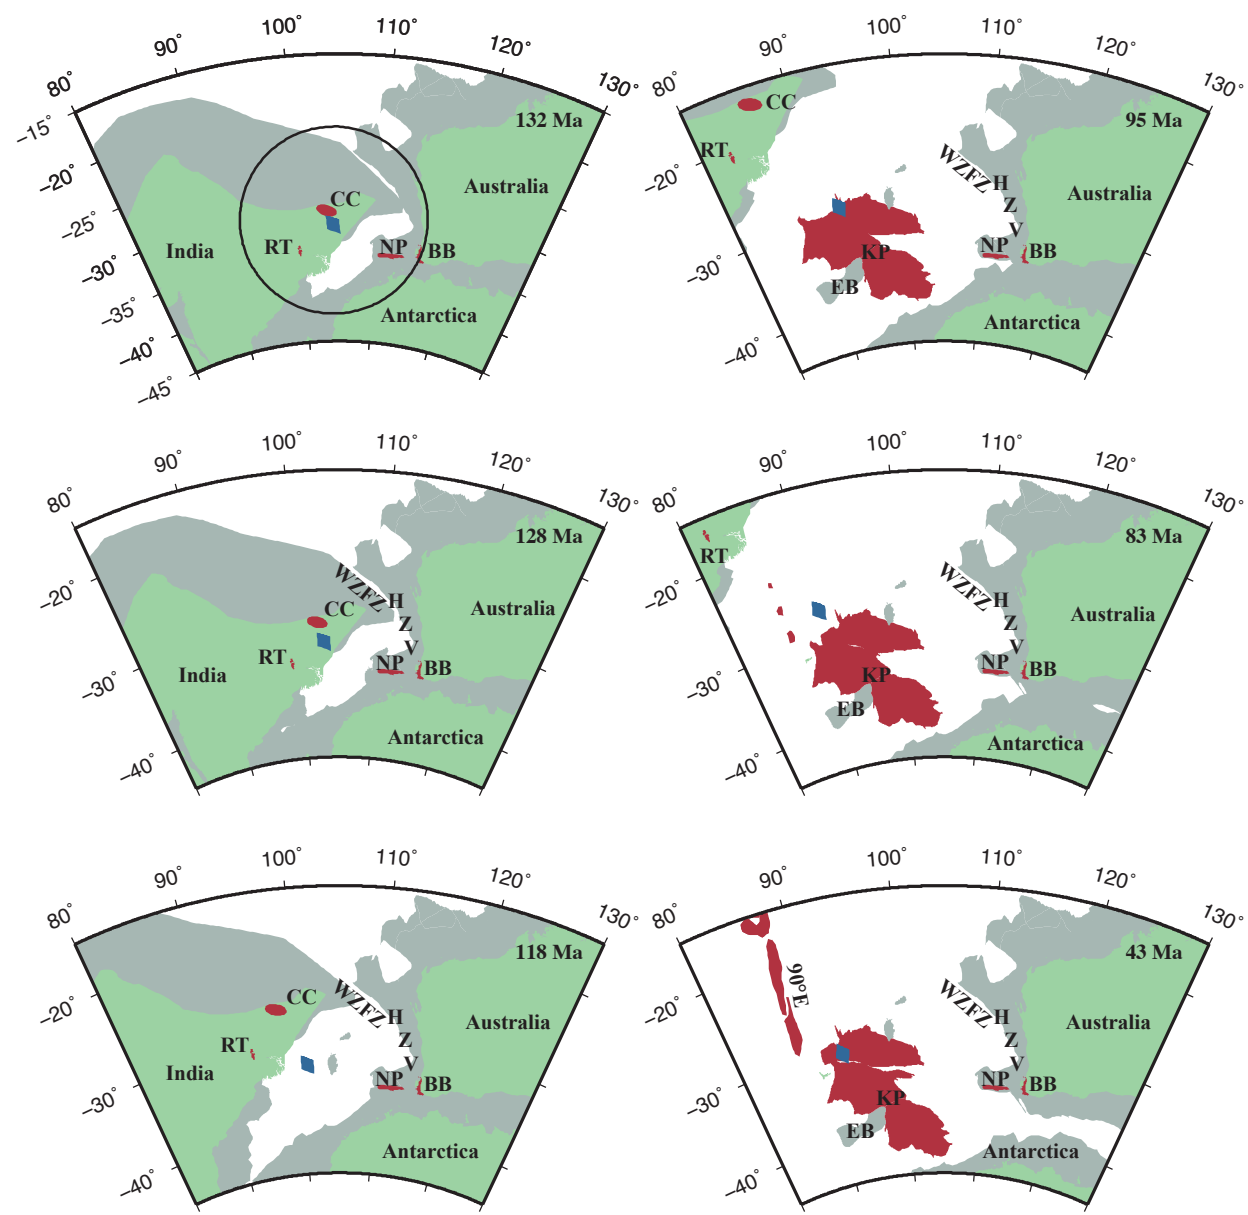 90° 100° 110° 120°
80° 130°
132 Ma
−15°
−20°
−25°
−30°
−35°
−40°
−45°
Australia
CC
India RT NP BB
Antarctica
90° 100° 110° 120°
80° 130°
CC 95 Ma
RT WZFZ H
−20° Z Australia
V
−30° KP NP BB
EB
Antarctica
−40°
90° 100° 110° 120°
80° 130°
128 Ma
WZFZ H
−20° CC Z Australia
V
RT NP BB
India
−30°
Antarctica
−40°
90° 100° 110° 120°
80° 130°
83 Ma
RT
WZFZ H
−20° Z Australia
V
NP BB
−30° KP
EB
Antarctica
−40°
90° 100° 110° 120°
80° 130°
118 Ma
WZFZ H
−20° CC Z Australia
RT V
India NP BB
−30°
Antarctica
−40°
90° 100° 110° 120°
80° 130°
43 Ma
90°E
WZFZ H
−20° Z Australia
V
NP BB
−30° KP
EB
Antarctica
−40°